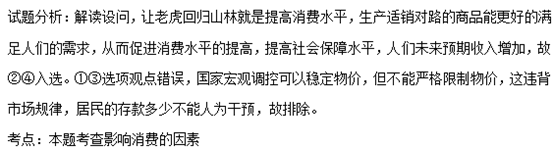 试题分析：解读设问，让老虎回归山林就是提高消费水平，生产适销对路的商品能更好的满
足人们的需求，从而促进消费水平的提高，提高社会保障水平，人们未来预期收入增加，故
②④入选。①③选项观点错误，国家宏观调控可以稳定物价，但不能严格限制物价，这违背
市场规律，居民的存款多少不能人为干预，故排除。
考点：本题考查影响消费的因素